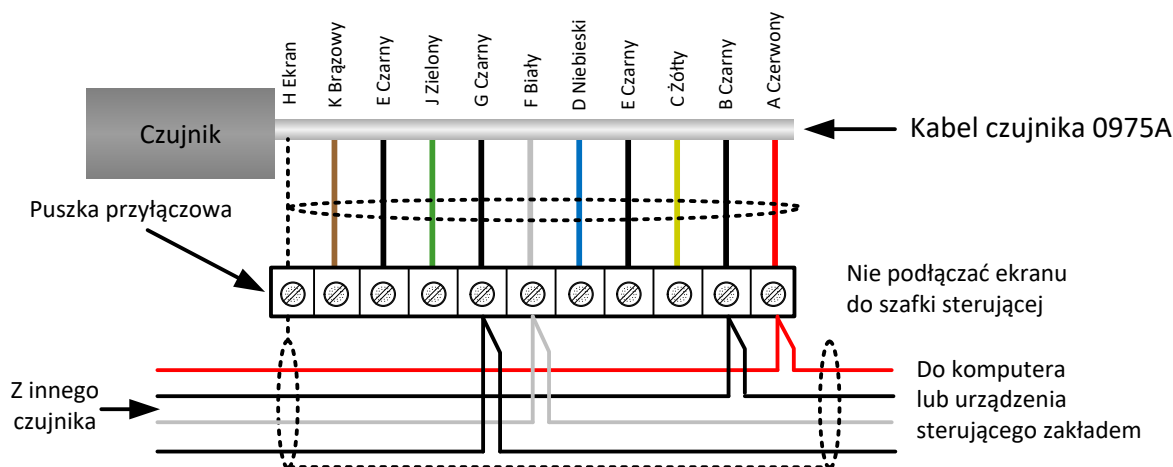 H Ekran
K Brązowy
E Czarny
J Zielony
G Czarny
F Biały
D Niebieski
E Czarny
C Żółty
B Czarny
A Czerwony
Czujnik
Kabel czujnika 0975A
Puszka przyłączowa
Nie podłączać ekranu
do szafki sterującej
Z innego
czujnika
Do komputera
lub urządzenia
sterującego zakładem